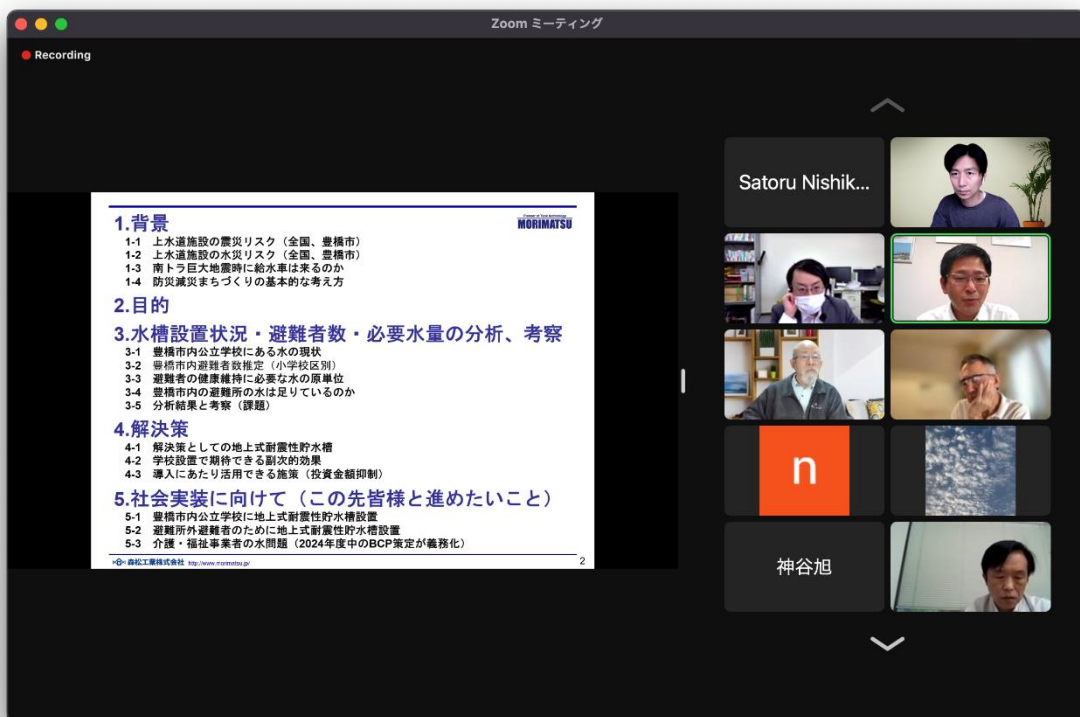 Zoom ミーティング
Recording
1.背景
MORIMATSU
1-1 上水道施設の震災リスク（全国、豊橋市）
1-2 上水道施設の水災リスク（全国、豊橋市）
1-3 南トラ巨大地震時に給水車は来るのか
1-4 防災減災まちづくりの基本的な考え方
2.目的
3.水槽設置状況・避難者数・必要水量の分析、考察
3-1 豊橋市内公立学校にある水の現状
3-2 豊橋市内避難者数推定（小学校区別）
3-3 避難者の健康維持に必要な水の原単位
3-4 豊橋市内の避難所の水は足りているのか
3-5 分析結果と考察（課題）
4.解決策
4-1 解決策としての地上式耐震性貯水槽
4-2 学校設置で期待できる副次的効果
4-3 導入にあたり活用できる施策（投資金額抑制）
5.社会実装に向けて（この先皆様と進めたいこと）
5-1 豊橋市内公立学校に地上式耐震性貯水槽設置
5-2 避難所外避難者のために地上式耐震性貯水槽設置
5-3 介護・福祉事業者の水問題（2024年度中のBCP策定が義務化）
森松工業株式会社 http://www.morimatsu.jp/
2
Satoru Nishik...
n
神谷旭